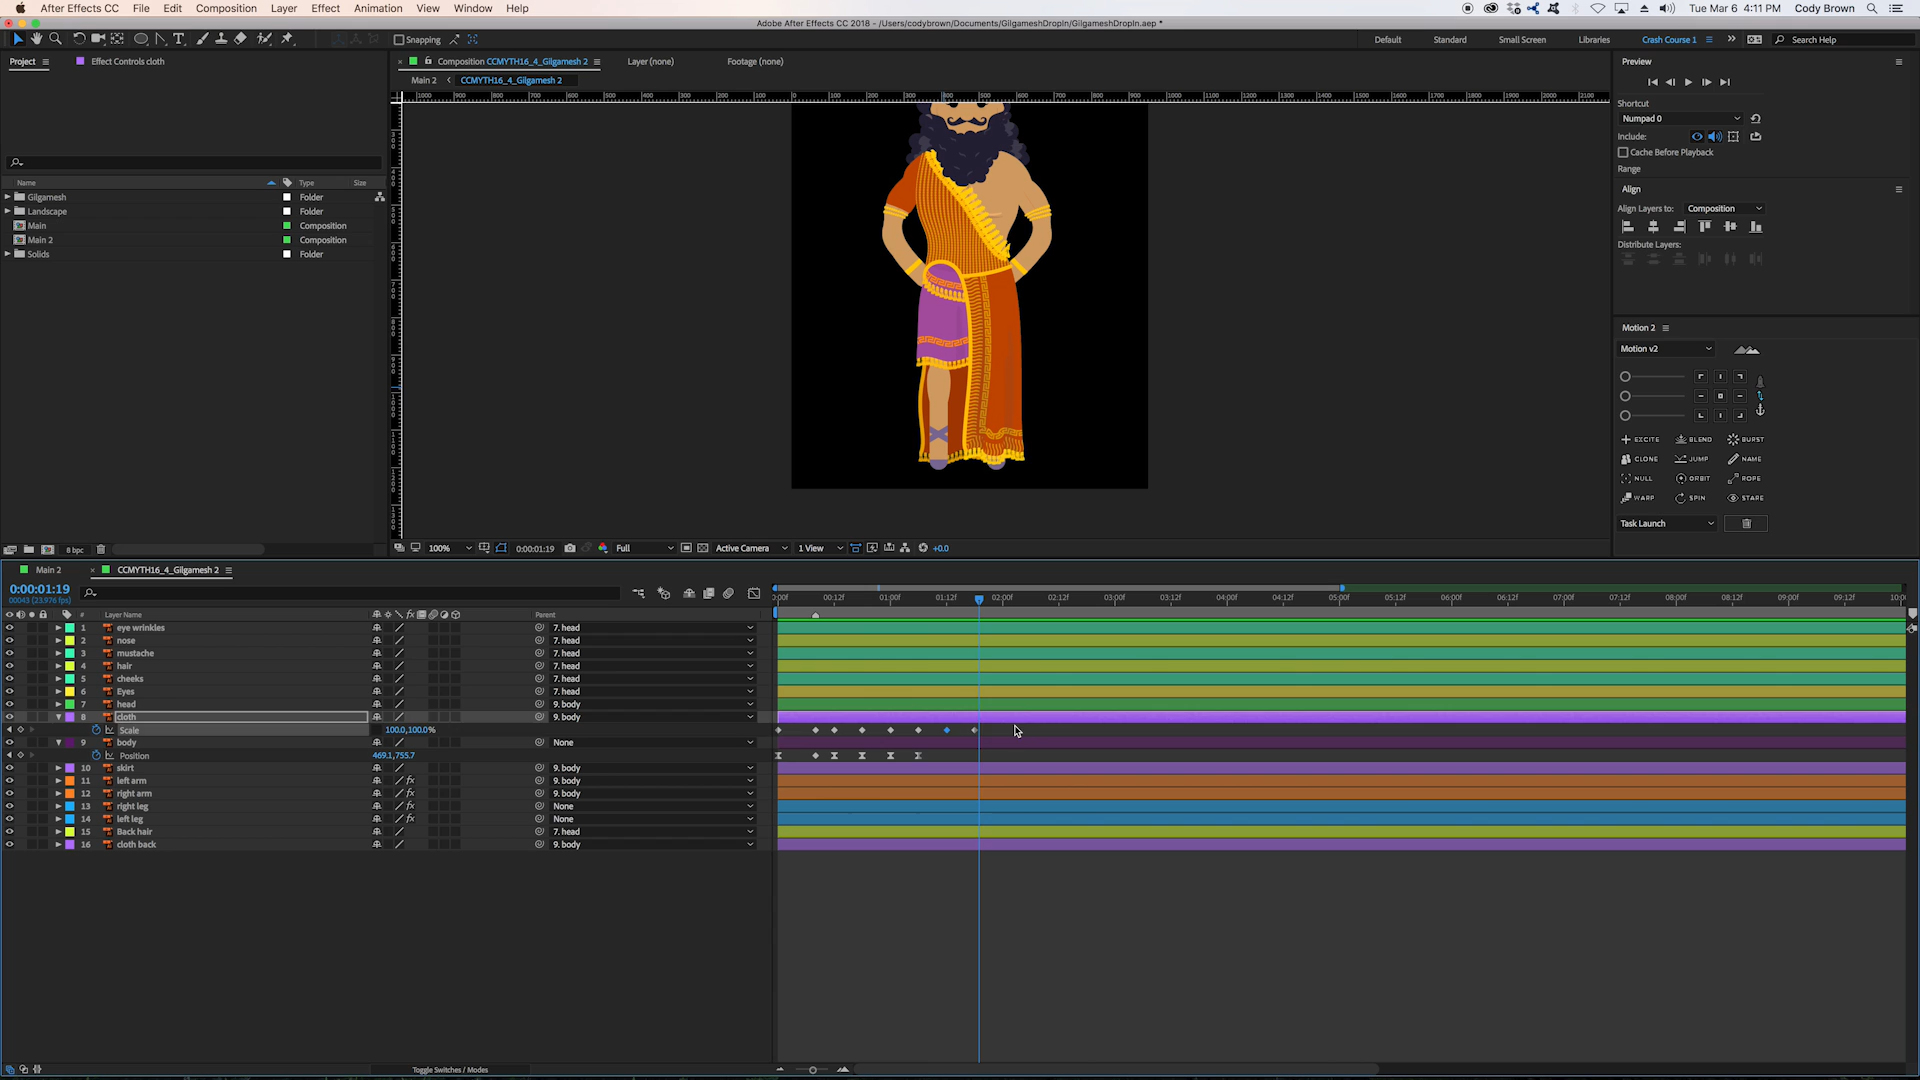 After Effects CC File Edit Composition Layer Effect Animation View Window Help
Tue Mar 6 4:11 PM Cody Brown
Adobe After Effects CC 2018 - /Users/codybrown/Documents/GilgameshDropIn/GilgameshDropIn.aep *
Snapping
Default Standard Small Screen Libraries Crash Course 1
Search Help
Project
Effect Controls cloth
Composition CCMYTH16_4_Gilgamesh 2
Layer (none)
Footage (none)
Main 2
CCMYTH16_4_Gilgamesh 2
Name Type Size
Gilgamesh Folder
Landscape Folder
Main Composition
Main 2 Composition
Solids Folder
8 bpc
100%
0:00:01:19
Full
Active Camera
1 View
+0.0
Preview
Shortcut
Numpad 0
Include:
Cache Before Playback
Range
Align
Align Layers to: Composition
Distribute Layers:
Motion 2
Motion v2
EXCITE BLEND BURST
CLONE JUMP NAME
NULL ORBIT ROPE
WARP SPIN STARE
Task Launch
Main 2
CCMYTH16_4_Gilgamesh 2
0:00:01:19
00043 (23.976 fps)
# Layer Name Parent
:00f 00:12f 01:00f 01:12f 02:00f 02:12f 03:00f 03:12f 04:00f 04:12f 05:00f 05:12f 06:00f 06:12f 07:00f 07:12f 08:00f 08:12f 09:00f 09:12f 10:0
1 eye wrinkles 7. head
2 nose 7. head
3 mustache 7. head
4 hair 7. head
5 cheeks 7. head
6 Eyes 7. head
7 head 9. body
8 cloth 9. body
Scale 100.0,100.0%
9 body None
Position 469.1,755.7
10 skirt 9. body
11 left arm fx 9. body
12 right arm fx 9. body
13 right leg fx None
14 left leg fx None
15 Back hair 7. head
16 cloth back 9. body
Toggle Switches / Modes